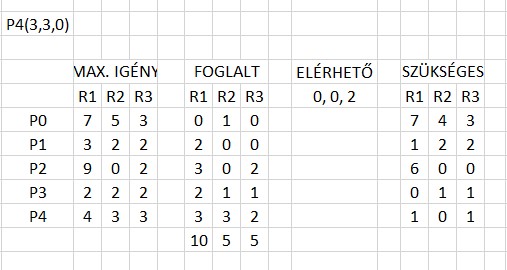 P4(3,3,0)
MAX. IGÉNY FOGLALT ELÉRHETŐ SZÜKSÉGES
R1 R2 R3 R1 R2 R3 0, 0, 2 R1 R2 R3
P0 7 5 3 0 1 0 7 4 3
P1 3 2 2 2 0 0 1 2 2
P2 9 0 2 3 0 2 6 0 0
P3 2 2 2 2 1 1 0 1 1
P4 4 3 3 3 3 2 1 0 1
10 5 5